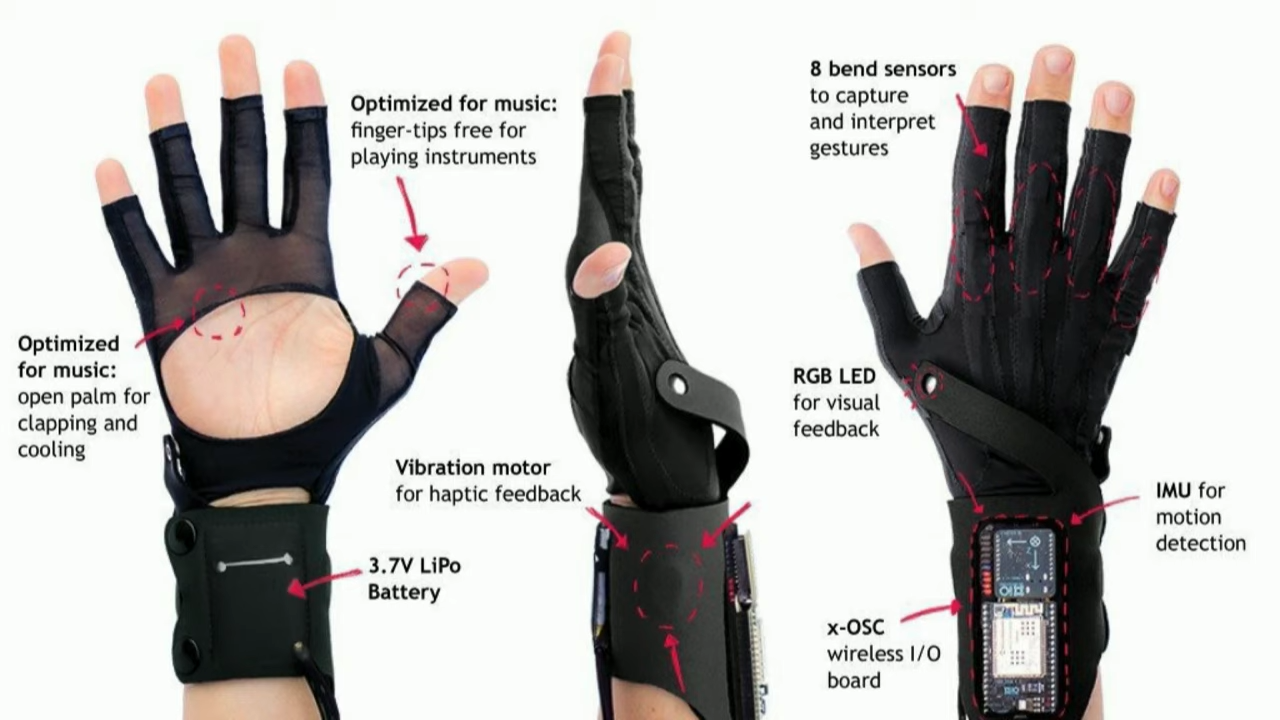 Optimized for music:
finger-tips free for
playing instruments
Optimized
for music:
open palm for
clapping and
cooling
Vibration motor
for haptic feedback
3.7V LiPo
Battery
8 bend sensors
to capture
and interpret
gestures
RGB LED
for visual
feedback
IMU for
motion
detection
x-OSC
wireless I/O
board